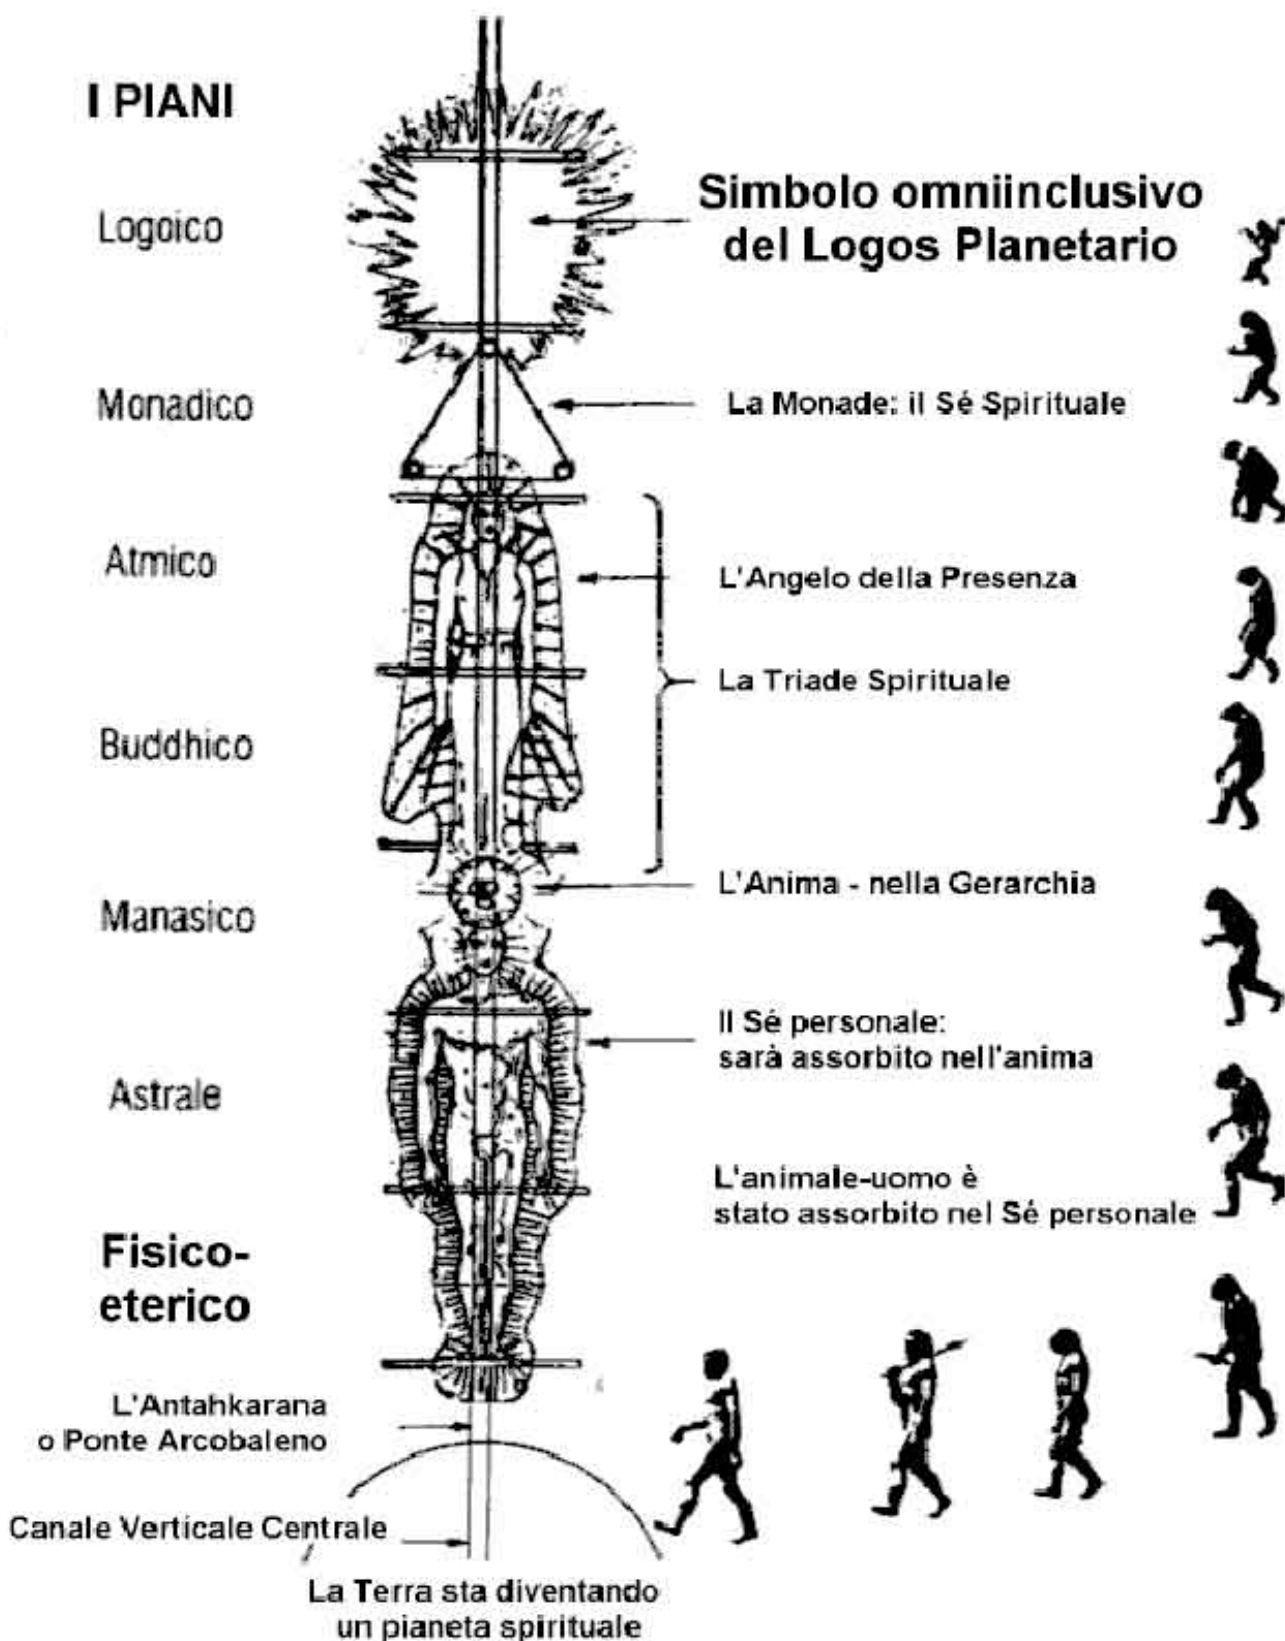 I PIANI
Logoico
Simbolo omniinclusivo
del Logos Planetario
Monadico
La Monade: il Sé Spirituale
Atmico
L'Angelo della Presenza
La Triade Spirituale
Buddhico
L'Anima - nella Gerarchia
Manasico
Il Sé personale:
sarà assorbito nell'anima
Astrale
L'animale-uomo è
stato assorbito nel Sé personale
Fisico-
eterico
L'Antahkarana
o Ponte Arcobaleno
Canale Verticale Centrale
La Terra sta diventando
un pianeta spirituale